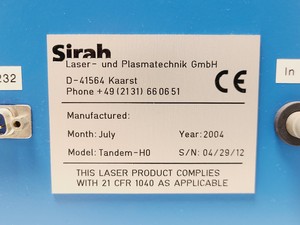 Sirah
Laser- und Plasmatechnik GmbH
D-41564 Kaarst
Phone +49 (2131) 66 06 51
CE
232
In
Manufactured:
Month: July Year: 2004
Model: Tandem-HO S/N: 04/29/12
THIS LASER PRODUCT COMPLIES
WITH 21 CFR 1040 AS APPLICABLE